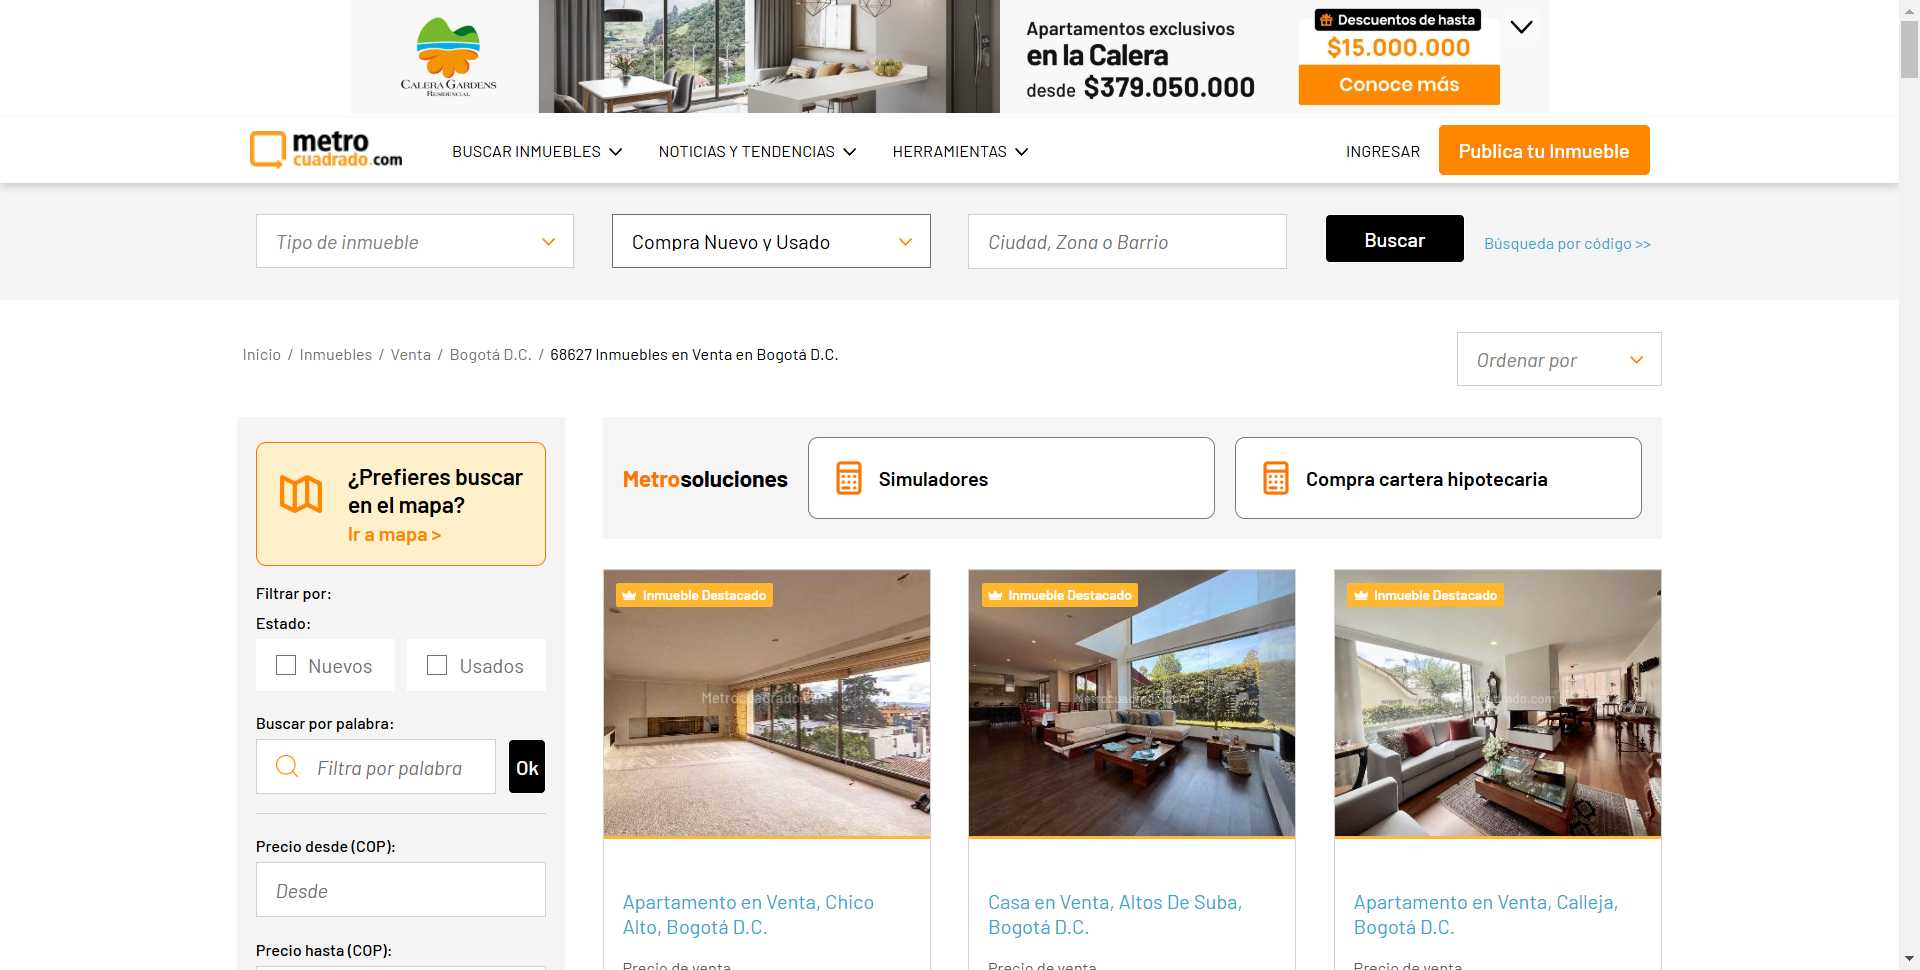 CALERA GARDENS
RESIDENCIAL
Apartamentos exclusivos
en la Calera
desde $379.050.000
Descuentos de hasta
$15.000.000
Conoce más
metro
cuadrado.com
BUSCAR INMUEBLES
NOTICIAS Y TENDENCIAS
HERRAMIENTAS
INGRESAR
Publica tu Inmueble
Tipo de inmueble
Compra Nuevo y Usado
Ciudad, Zona o Barrio
Buscar
Búsqueda por código >>
Inicio / Inmuebles / Venta / Bogotá D.C. / 68627 Inmuebles en Venta en Bogotá D.C.
Ordenar por
¿Prefieres buscar
en el mapa?
Ir a mapa >
Filtrar por:
Estado:
Nuevos
Usados
Buscar por palabra:
Filtra por palabra
Ok
Precio desde (COP):
Desde
Precio hasta (COP):
Metrosoluciones
Simuladores
Compra cartera hipotecaria
Inmueble Destacado
Metrocuadrado.com
Apartamento en Venta, Chico
Alto, Bogotá D.C.
Precio de venta
Inmueble Destacado
Metrocuadrado.com
Casa en Venta, Altos De Suba,
Bogotá D.C.
Precio de venta
Inmueble Destacado
Apartamento en Venta, Calleja,
Bogotá D.C.
Precio de venta